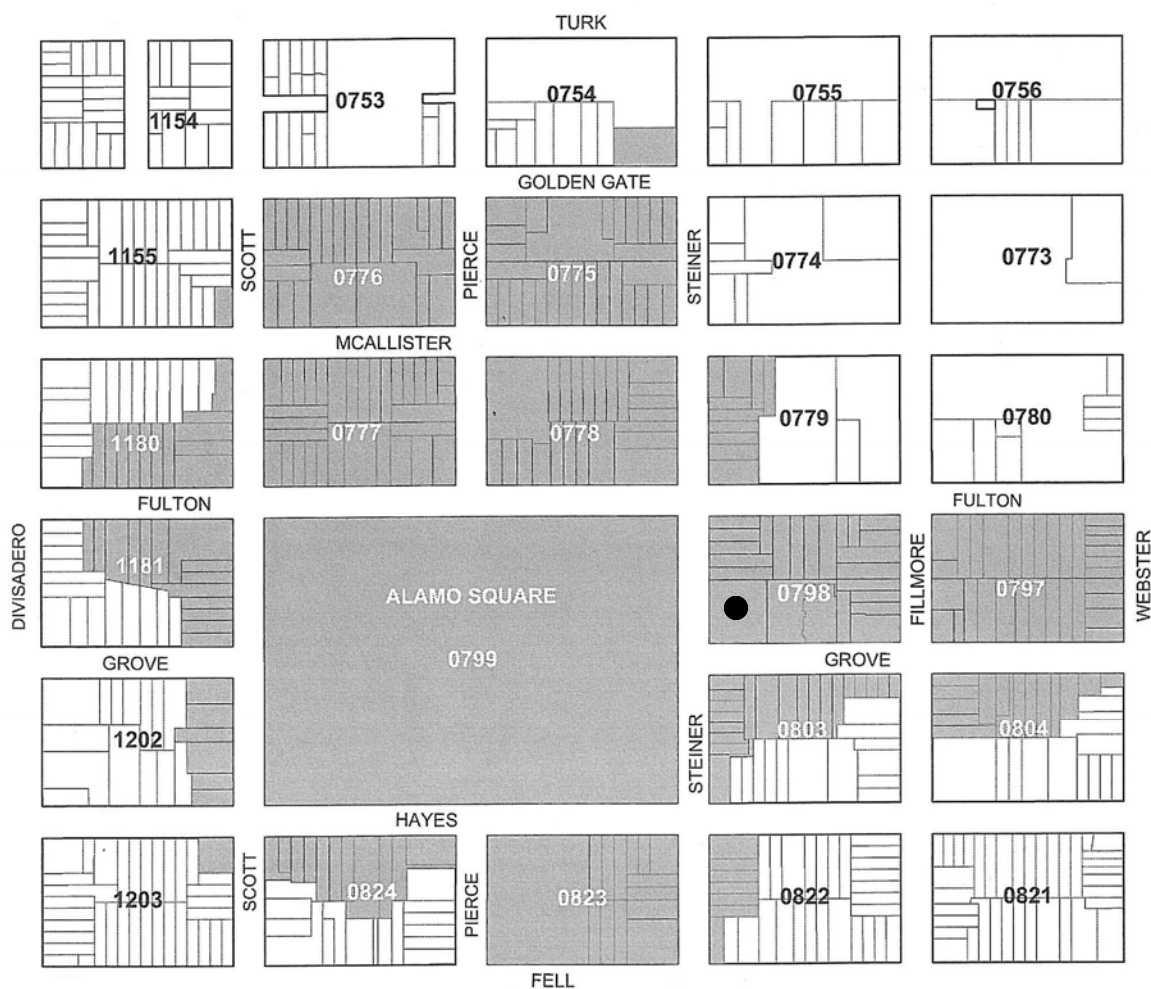 TURK
1154
0753
0754
0755
0756
GOLDEN GATE
1155
SCOTT
0776
PIERCE
0775
STEINER
0774
0773
MCALLISTER
1180
0777
0778
0779
0780
FULTON
FULTON
DIVISADERO
1181
ALAMO SQUARE
0799
0798
FILLMORE
0797
WEBSTER
GROVE
GROVE
1202
STEINER
0803
0804
HAYES
1203
SCOTT
0824
PIERCE
0823
0822
0821
FELL